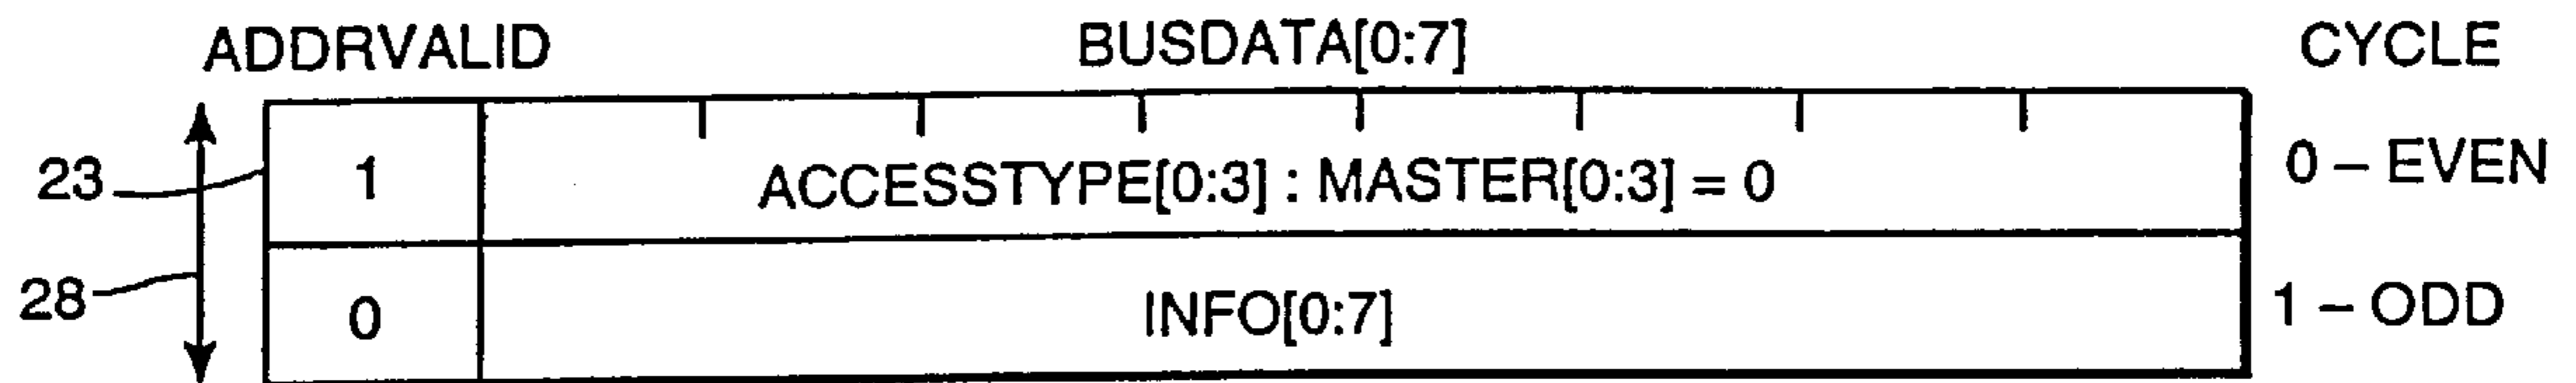 ADDRVALID BUSDATA[0:7] CYCLE
23 1 ACCESSTYPE[0:3] : MASTER[0:3] = 0 0 – EVEN
28 0 INFO[0:7] 1 – ODD